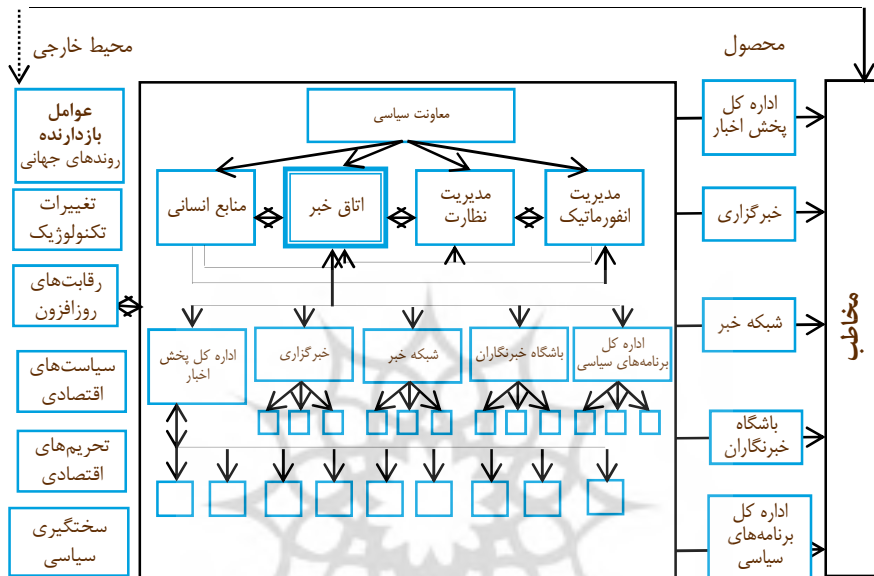 محیط خارجی
محصول
عوامل
بازدارنده
روندهای جهانی
تغییرات
تکنولوژیک
رقابت‌های
روزافزون
سیاست‌های
اقتصادی
تحریم‌های
اقتصادی
سختگیری
سیاسی
معاونت سیاسی
مدیریت
انفورماتیک
مدیریت
نظارت
اتاق خبر
منابع انسانی
اداره کل
برنامه‌های سیاسی
باشگاه خبرنگاران
شبکه خبر
خبرگزاری
اداره کل پخش
اخبار
اداره کل
پخش اخبار
خبرگزاری
شبکه خبر
باشگاه
خبرنگاران
اداره کل
برنامه‌های
سیاسی
مخاطب